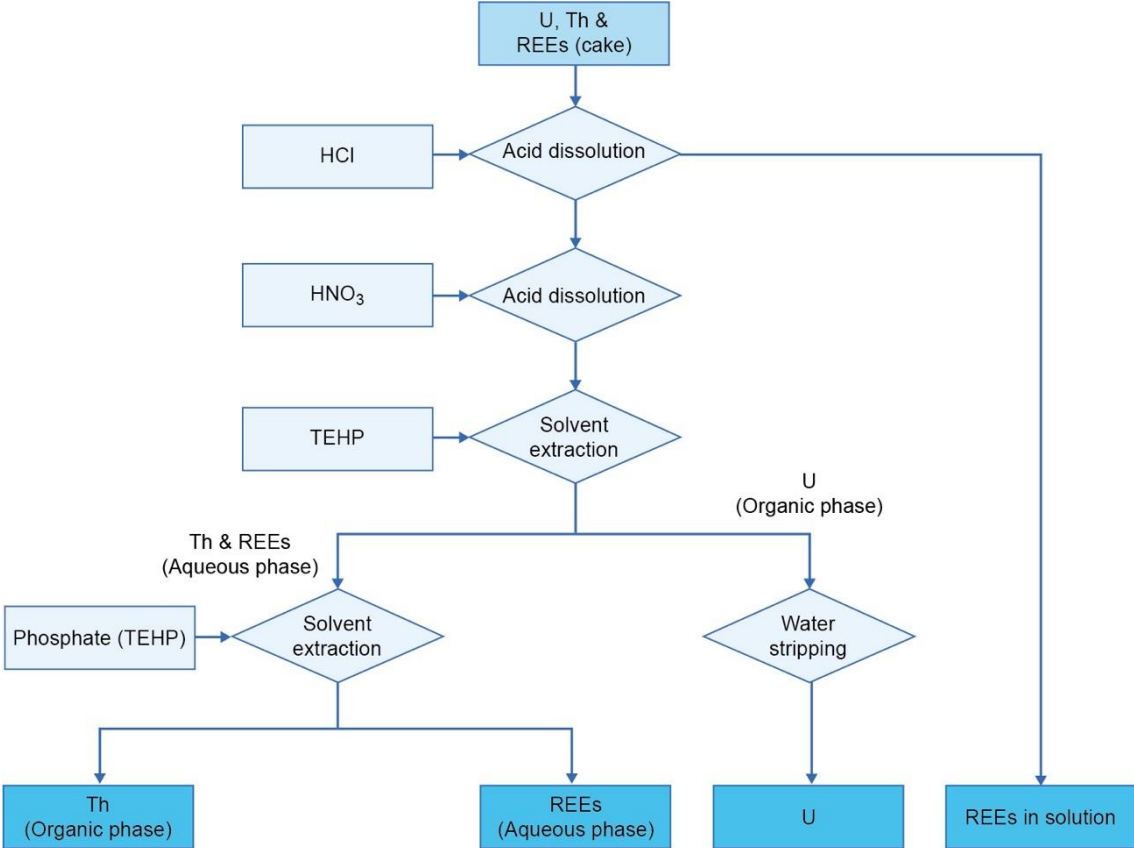 U, Th &
REEs (cake)
HCl
Acid dissolution
HNO₃
Acid dissolution
TEHP
Solvent
extraction
U
(Organic phase)
Th & REEs
(Aqueous phase)
Phosphate (TEHP)
Solvent
extraction
Water
stripping
Th
(Organic phase)
REEs
(Aqueous phase)
U
REEs in solution